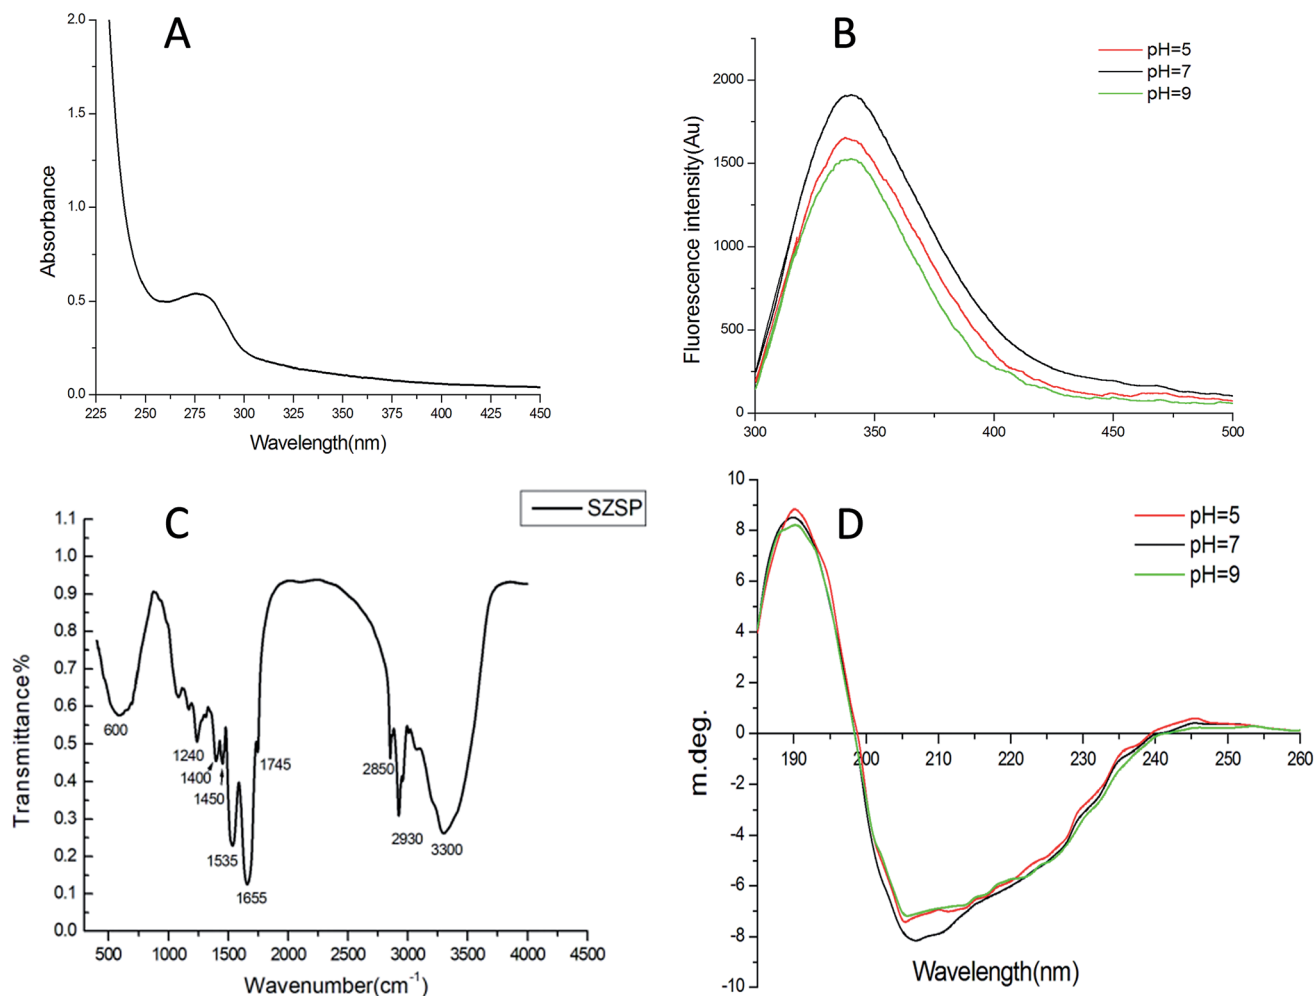 A
2.0
1.5
1.0
0.5
0.0
Absorbance
225 250 275 300 325 350 375 400 425 450
Wavelength(nm)
B
pH=5
pH=7
pH=9
2000
1500
1000
500
0
Fluorescence intensity(Au)
300 350 400 450 500
C
SZSP
1.1
1.0
0.9
0.8
0.7
0.6
0.5
0.4
0.3
0.2
0.1
0.0
Transmittance%
600
1240
1400
1450
1535
1655
1745
2850
2930
3300
500 1000 1500 2000 2500 3000 3500 4000 4500
Wavenumber(cm⁻¹)
D
pH=5
pH=7
pH=9
10
8
6
4
2
0
-2
-4
-6
-8
-10
m.deg.
190 200 210 220 230 240 250 260
Wavelength(nm)